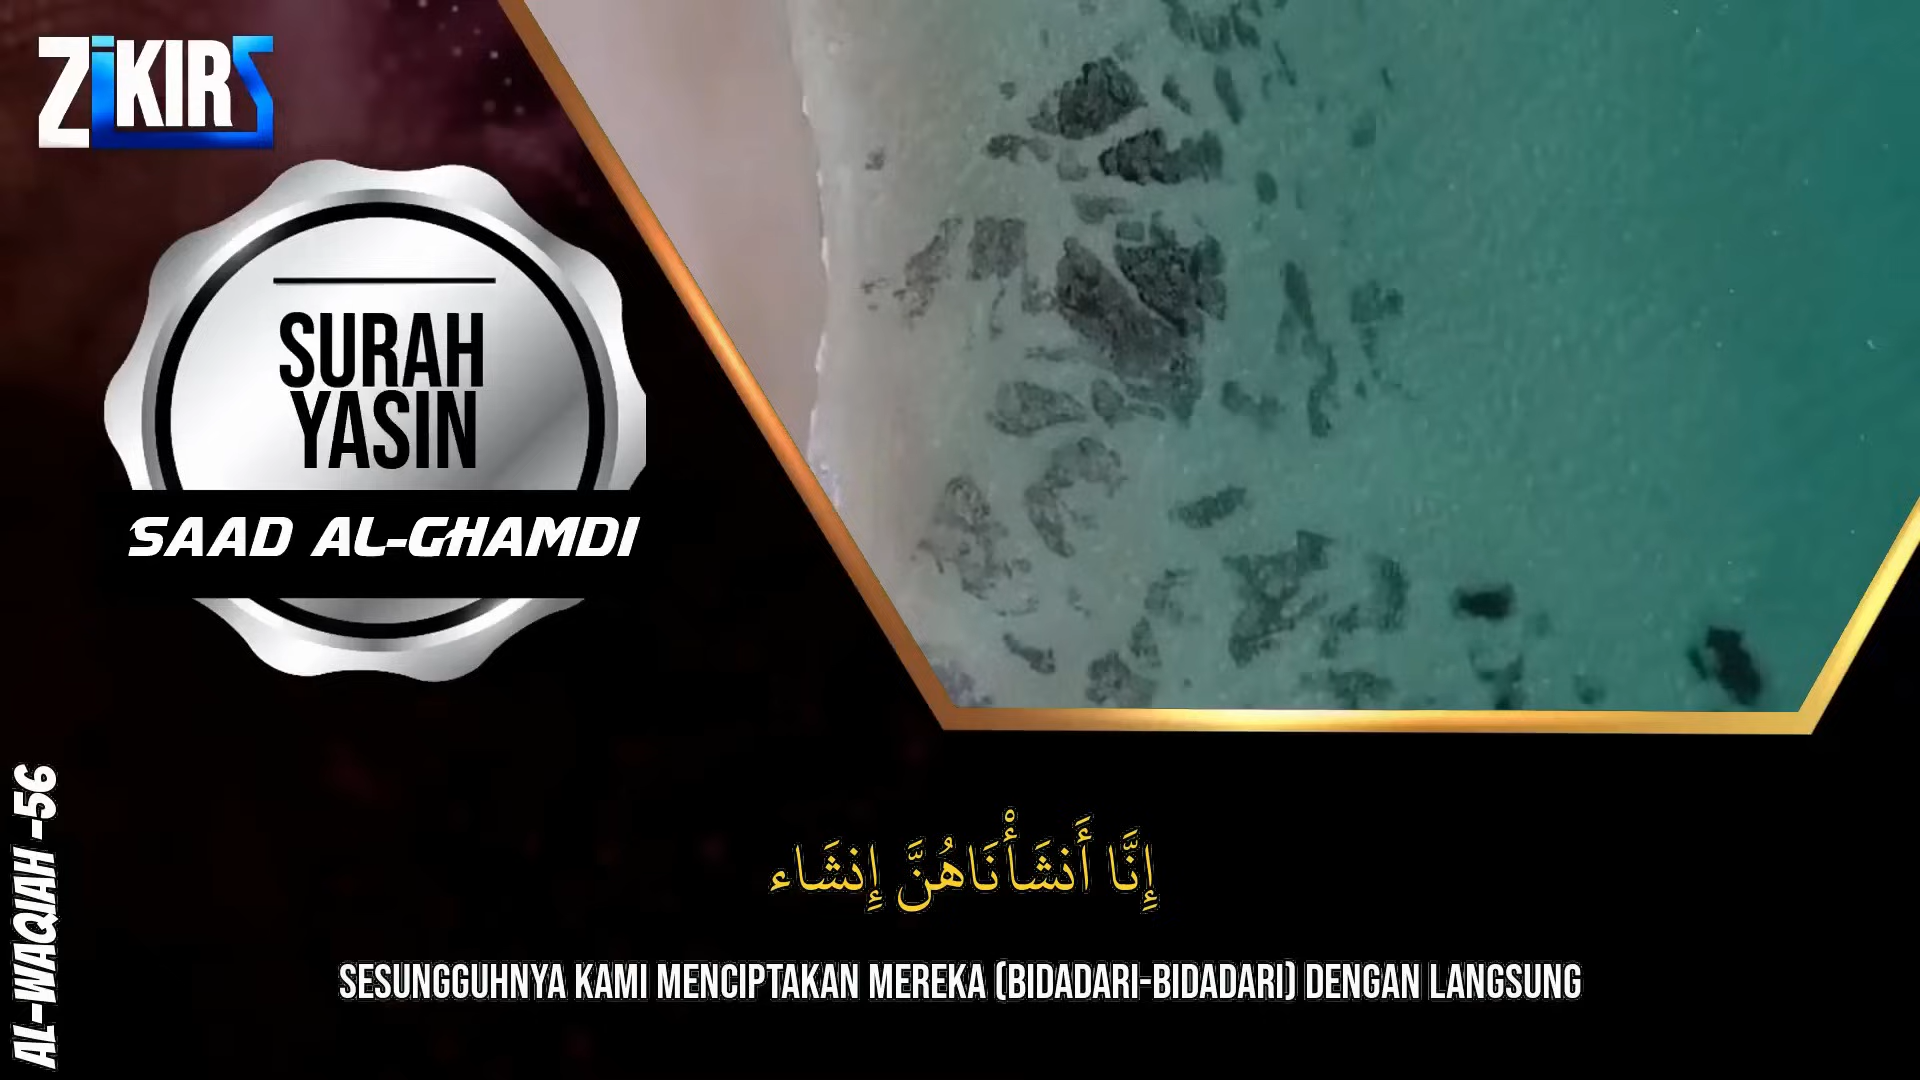 ZiKIRS
SURAH
YASIN
SAAD AL-GHAMDI
AL-WAQIAH -56
إِنَّا أَنشَأْنَاهُنَّ إِنشَاء
SESUNGGUHNYA KAMI MENCIPTAKAN MEREKA (BIDADARI-BIDADARI) DENGAN LANGSUNG